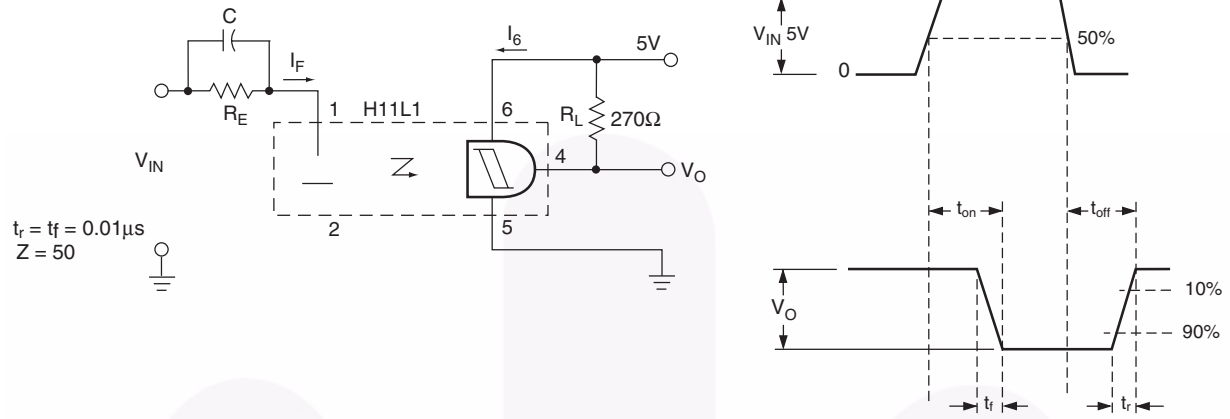 C
I_F
R_E
V_IN
t_r = t_f = 0.01μs
Z = 50
1
H11L1
6
I_6
5V
R_L
270Ω
4
V_O
2
5
V_IN 5V
0
50%
t_on
t_off
V_O
10%
90%
t_f
t_r